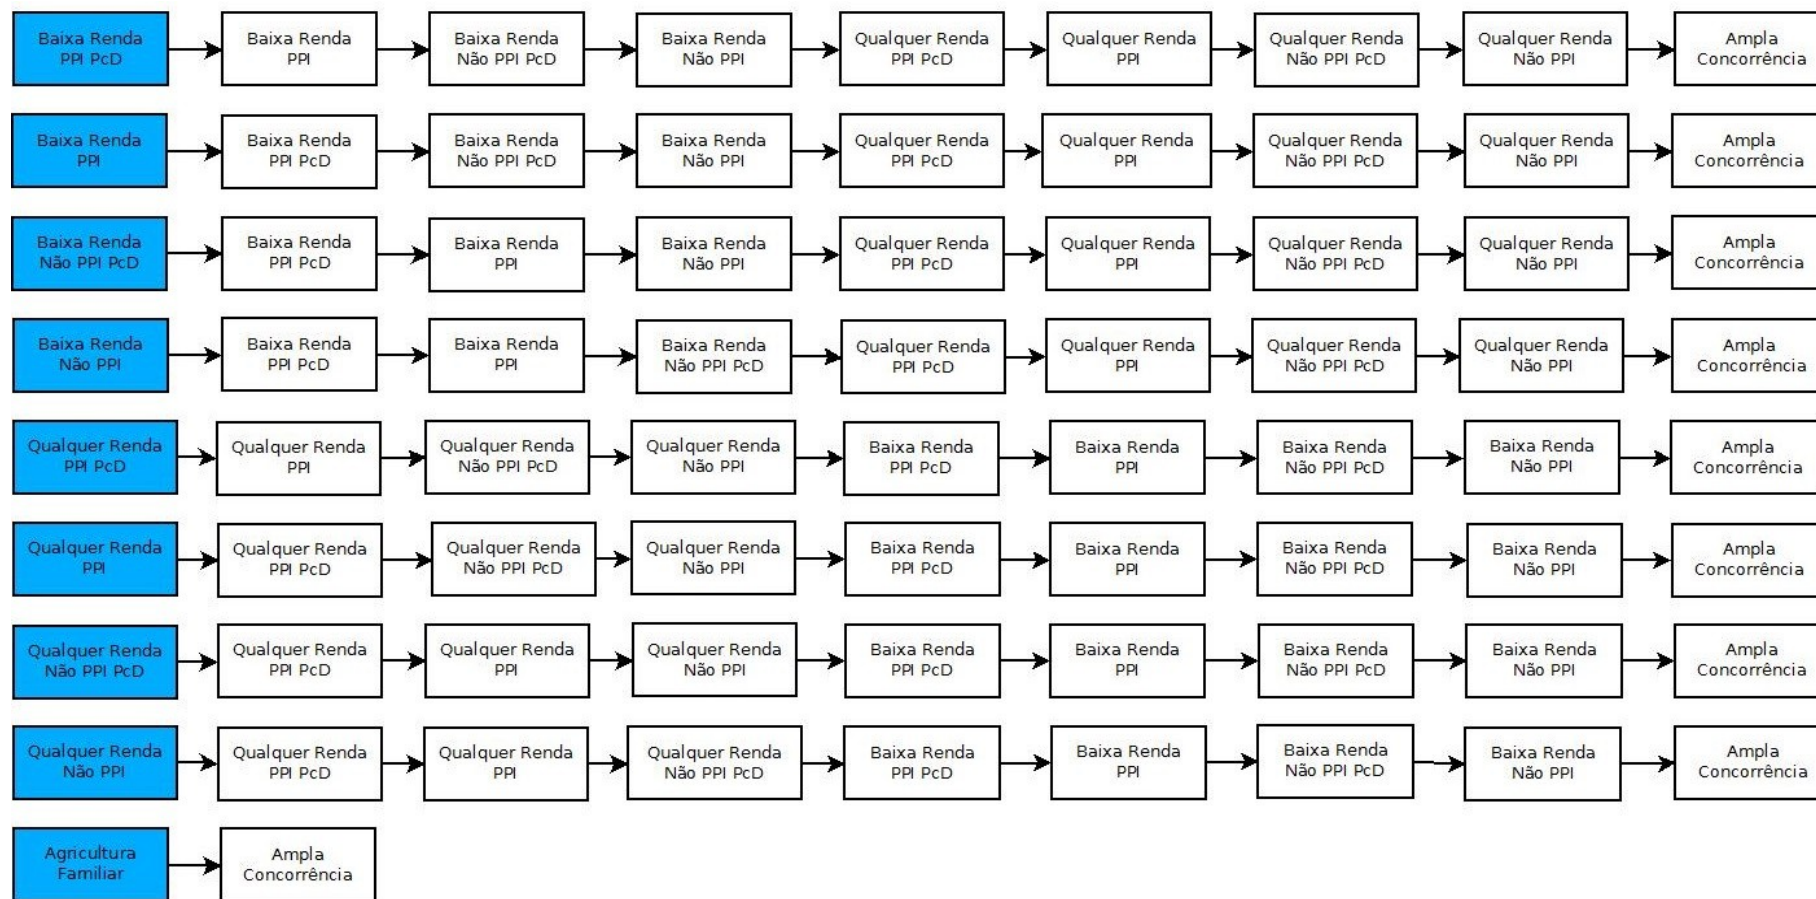 Baixa Renda
PPI PcD
Baixa Renda
PPI
Baixa Renda
Não PPI PcD
Baixa Renda
Não PPI
Qualquer Renda
PPI PcD
Qualquer Renda
PPI
Qualquer Renda
Não PPI PcD
Qualquer Renda
Não PPI
Ampla
Concorrência
Baixa Renda
PPI
Baixa Renda
PPI PcD
Baixa Renda
Não PPI PcD
Baixa Renda
Não PPI
Qualquer Renda
PPI PcD
Qualquer Renda
PPI
Qualquer Renda
Não PPI PcD
Qualquer Renda
Não PPI
Ampla
Concorrência
Baixa Renda
Não PPI PcD
Baixa Renda
PPI PcD
Baixa Renda
PPI
Baixa Renda
Não PPI
Qualquer Renda
PPI PcD
Qualquer Renda
PPI
Qualquer Renda
Não PPI PcD
Qualquer Renda
Não PPI
Ampla
Concorrência
Baixa Renda
Não PPI
Baixa Renda
PPI PcD
Baixa Renda
PPI
Baixa Renda
Não PPI PcD
Qualquer Renda
PPI PcD
Qualquer Renda
PPI
Qualquer Renda
Não PPI PcD
Qualquer Renda
Não PPI
Ampla
Concorrência
Qualquer Renda
PPI PcD
Qualquer Renda
PPI
Qualquer Renda
Não PPI PcD
Qualquer Renda
Não PPI
Baixa Renda
PPI PcD
Baixa Renda
PPI
Baixa Renda
Não PPI PcD
Baixa Renda
Não PPI
Ampla
Concorrência
Qualquer Renda
PPI
Qualquer Renda
PPI PcD
Qualquer Renda
Não PPI PcD
Qualquer Renda
Não PPI
Baixa Renda
PPI PcD
Baixa Renda
PPI
Baixa Renda
Não PPI PcD
Baixa Renda
Não PPI
Ampla
Concorrência
Qualquer Renda
Não PPI PcD
Qualquer Renda
PPI PcD
Qualquer Renda
PPI
Qualquer Renda
Não PPI
Baixa Renda
PPI PcD
Baixa Renda
PPI
Baixa Renda
Não PPI PcD
Baixa Renda
Não PPI
Ampla
Concorrência
Qualquer Renda
Não PPI
Qualquer Renda
PPI PcD
Qualquer Renda
PPI
Qualquer Renda
Não PPI PcD
Baixa Renda
PPI PcD
Baixa Renda
PPI
Baixa Renda
Não PPI PcD
Baixa Renda
Não PPI
Ampla
Concorrência
Agricultura
Familiar
Ampla
Concorrência